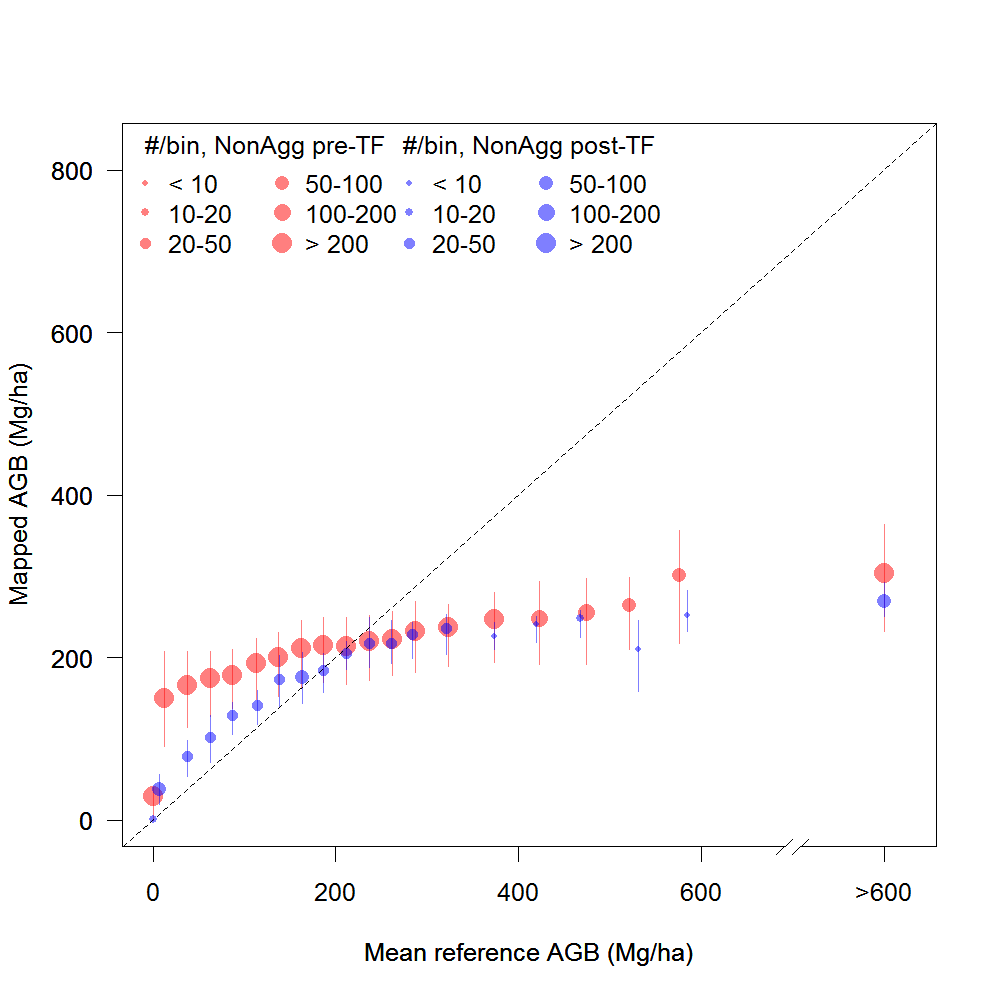 #/bin, NonAgg pre-TF #/bin, NonAgg post-TF
< 10 50-100 < 10 50-100
10-20 100-200 10-20 100-200
20-50 > 200 20-50 > 200
800
600
400
200
0
Mapped AGB (Mg/ha)
0 200 400 600 >600
Mean reference AGB (Mg/ha)